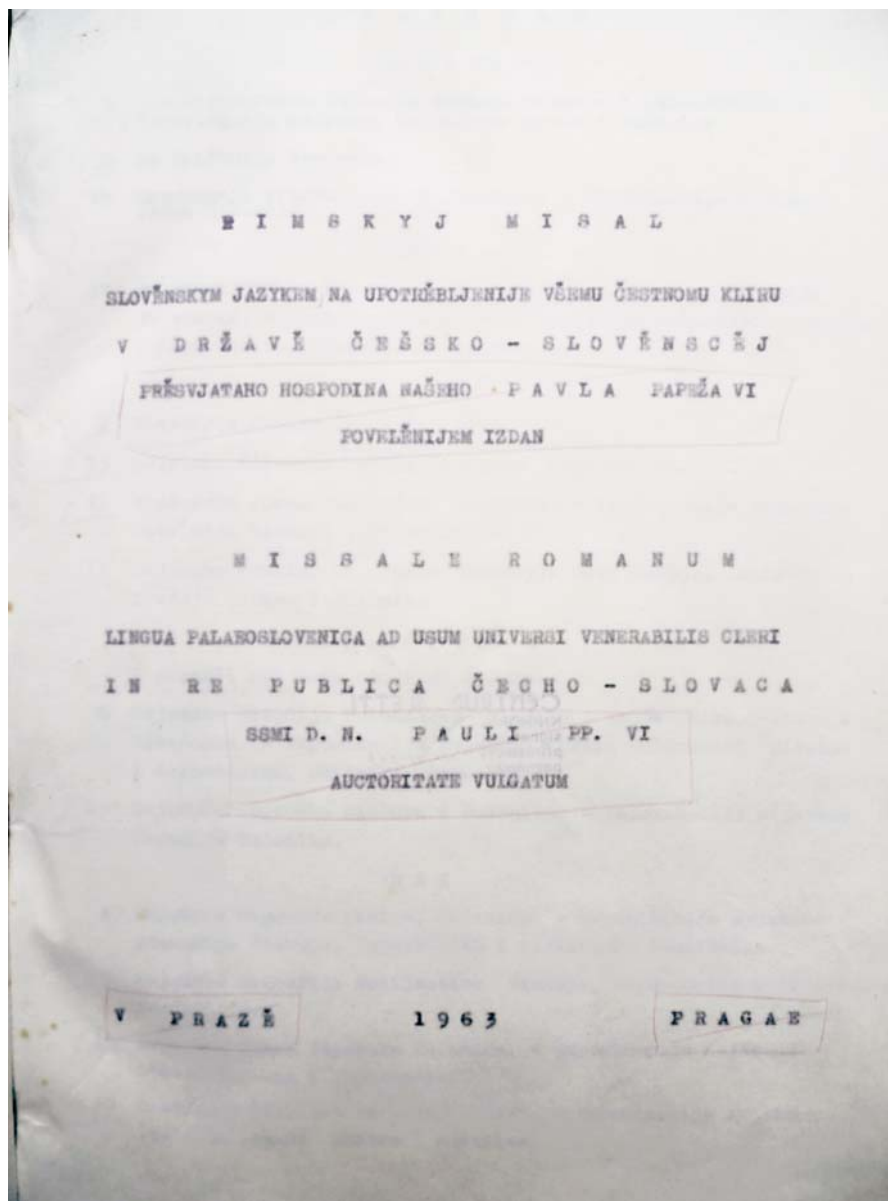 RIMSKYJ MISAL
SLOVĚNSKYM JAZYKEM NA UPOTRĚBLJENIJE VŠEMU ČESTNOMU KLIRU
V DRŽAVĚ ČEŠSKO - SLOVĚNSCĚJ
PRĚSVJATAHO HOSPODINA NAŠEHO PAVLA PAPEŽA VI
POVELĚNIJEM IZDAN
MISSALE ROMANUM
LINGUA PALAEOSLOVENICA AD USUM UNIVERSI VENERABILIS CLERI
IN RE PUBLICA ČECHO - SLOVACA
SSMI D. N. PAULI PP. VI
AUCTORITATE VULGATUM
V PRAZĚ 1963 PRAGAE